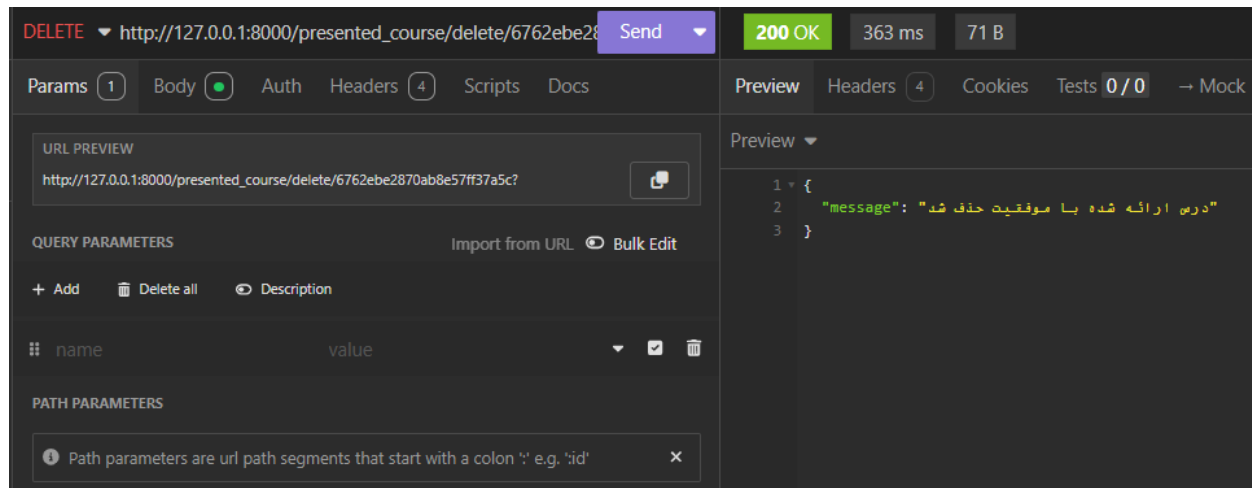 DELETE http://127.0.0.1:8000/presented_course/delete/6762ebe28 Send
200 OK 363 ms 71 B
Params 1 Body Auth Headers 4 Scripts Docs
Preview Headers 4 Cookies Tests 0 / 0 → Mock
URL PREVIEW
http://127.0.0.1:8000/presented_course/delete/6762ebe2870ab8e57ff37a5c?
QUERY PARAMETERS Import from URL Bulk Edit
+ Add Delete all Description
name value
PATH PARAMETERS
Path parameters are url path segments that start with a colon ':' e.g. ':id'
Preview
1 {
2 "message": "درس ارائه شده با موفقیت حذف شد"
3 }